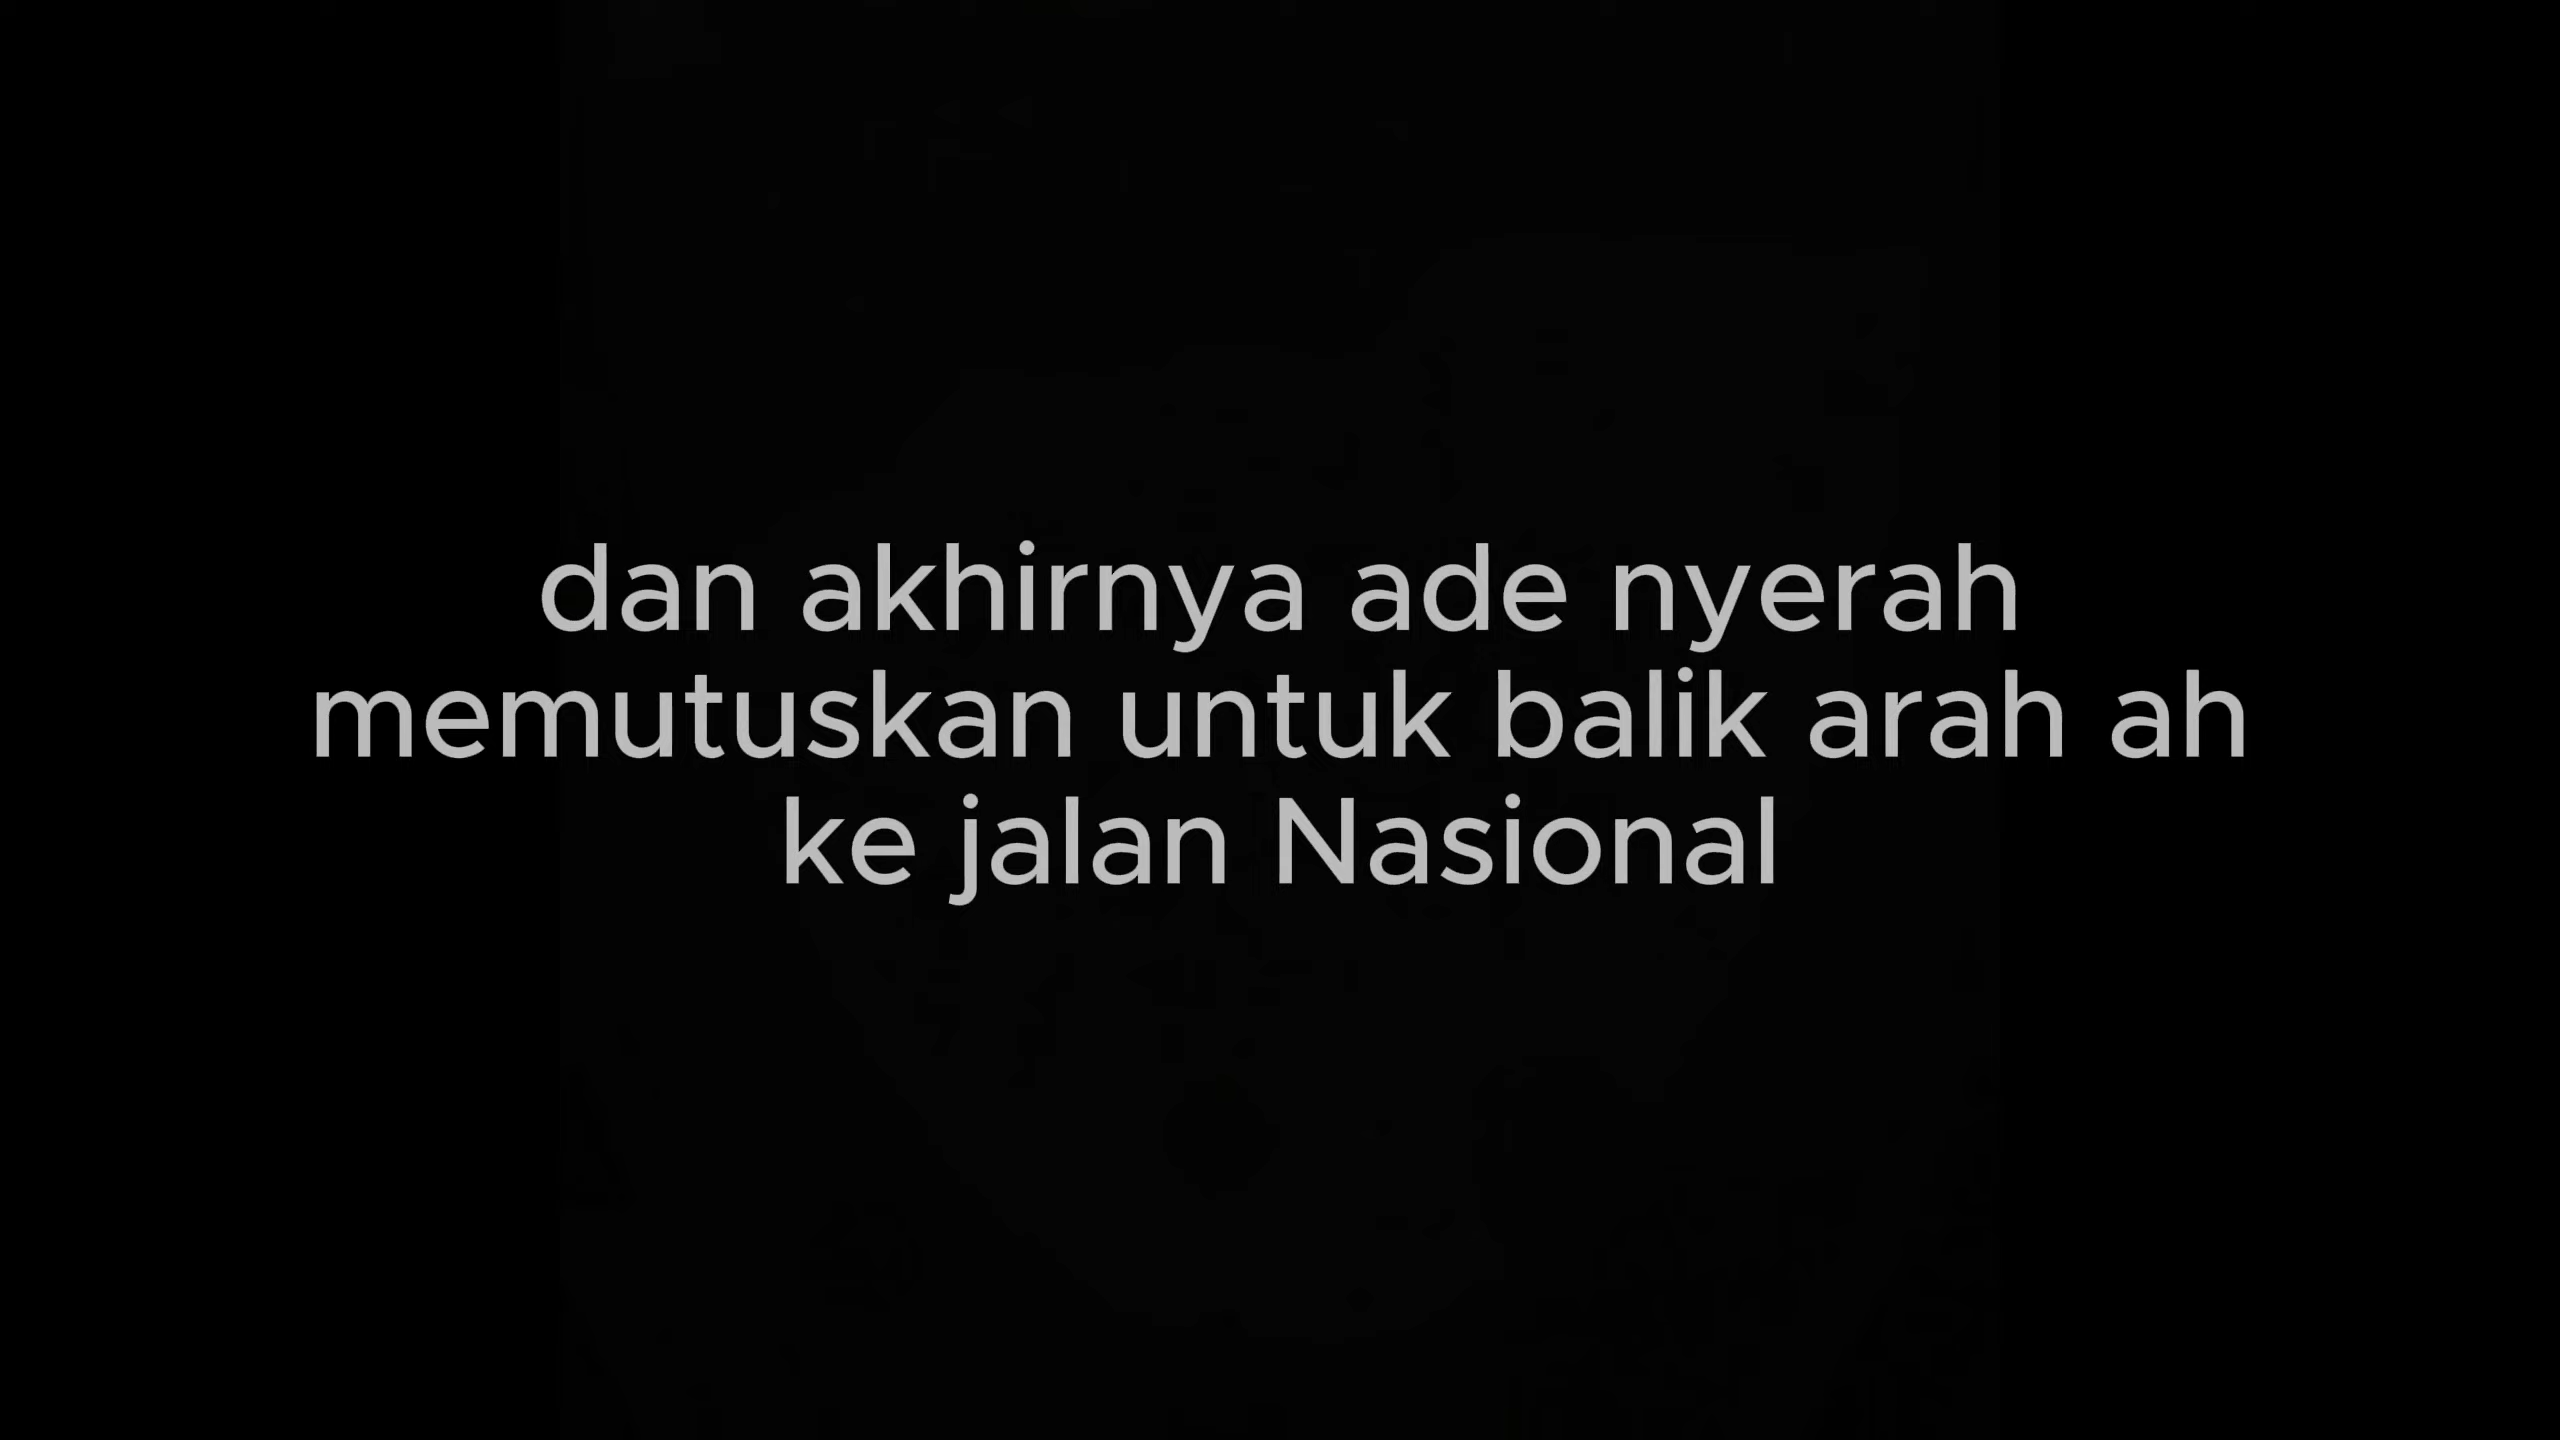 dan akhirnya ade nyerah
memutuskan untuk balik arah ah
ke jalan Nasional